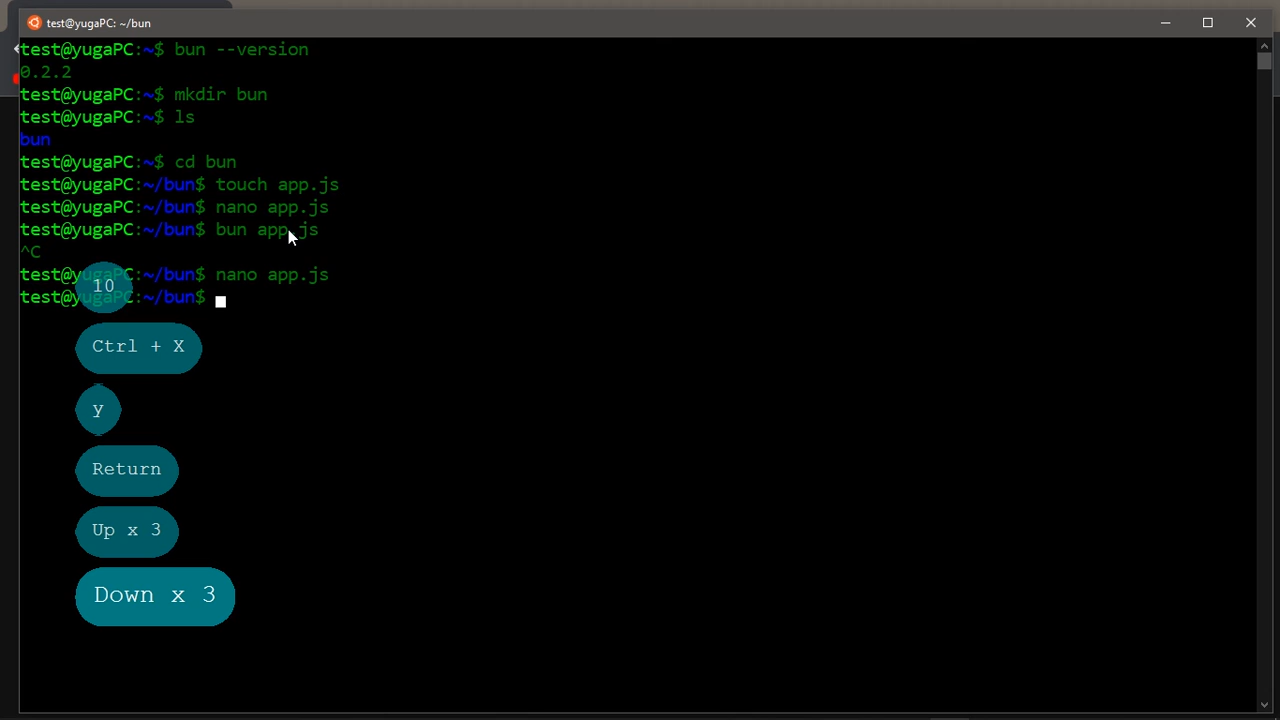 test@yugaPC: ~/bun
test@yugaPC:~$ bun --version
0.2.2
test@yugaPC:~$ mkdir bun
test@yugaPC:~$ ls
bun
test@yugaPC:~$ cd bun
test@yugaPC:~/bun$ touch app.js
test@yugaPC:~/bun$ nano app.js
test@yugaPC:~/bun$ bun app.js
^C
test@yugaPC:~/bun$ nano app.js
10
test@yugaPC:~/bun$
Ctrl + X
y
Return
Up x 3
Down x 3